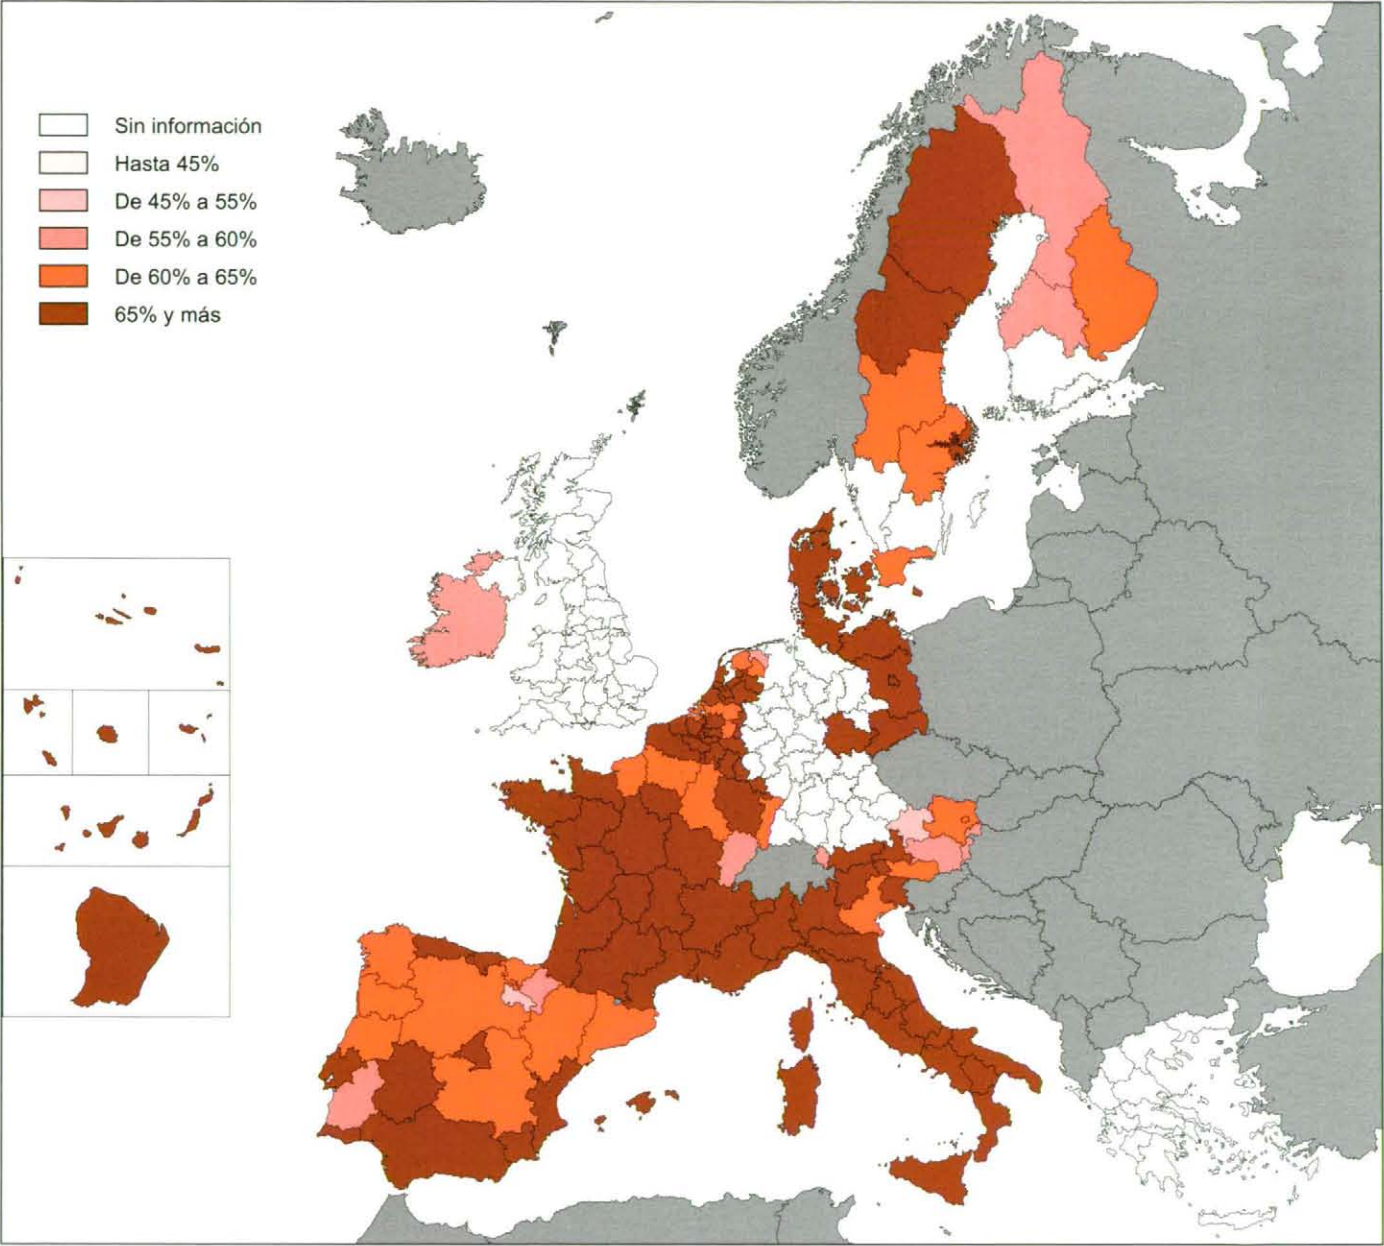 Sin información
Hasta 45%
De 45% a 55%
De 55% a 60%
De 60% a 65%
65% y más